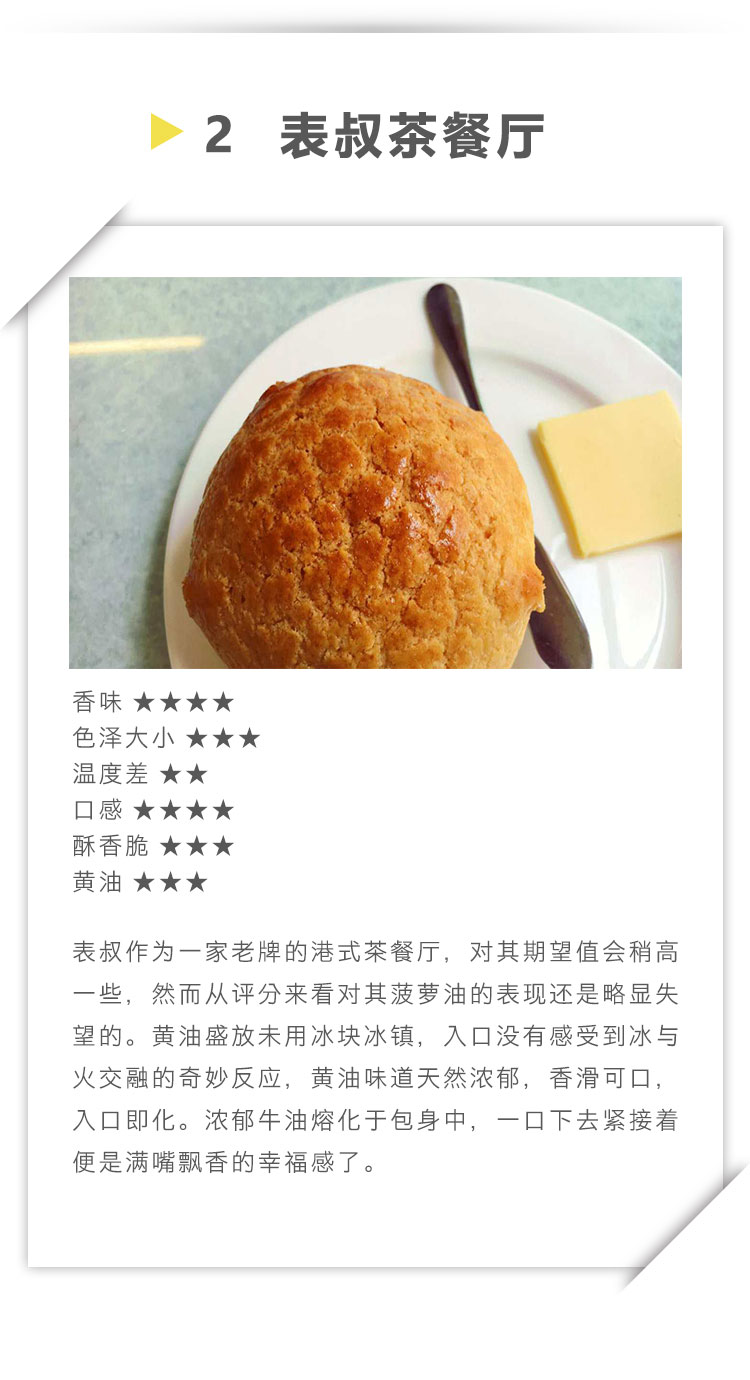 2 表叔茶餐厅
香味 ★★★★
色泽大小 ★★★
温度差 ★★
口感 ★★★★
酥香脆 ★★★
黄油 ★★★
表叔作为一家老牌的港式茶餐厅，对其期望值会稍高
一些，然而从评分来看对其菠萝油的表现还是略显失
望的。黄油盛放未用冰块冰镇，入口没有感受到冰与
火交融的奇妙反应，黄油味道天然浓郁，香滑可口，
入口即化。浓郁牛油熔化于包身中，一口下去紧接着
便是满嘴飘香的幸福感了。